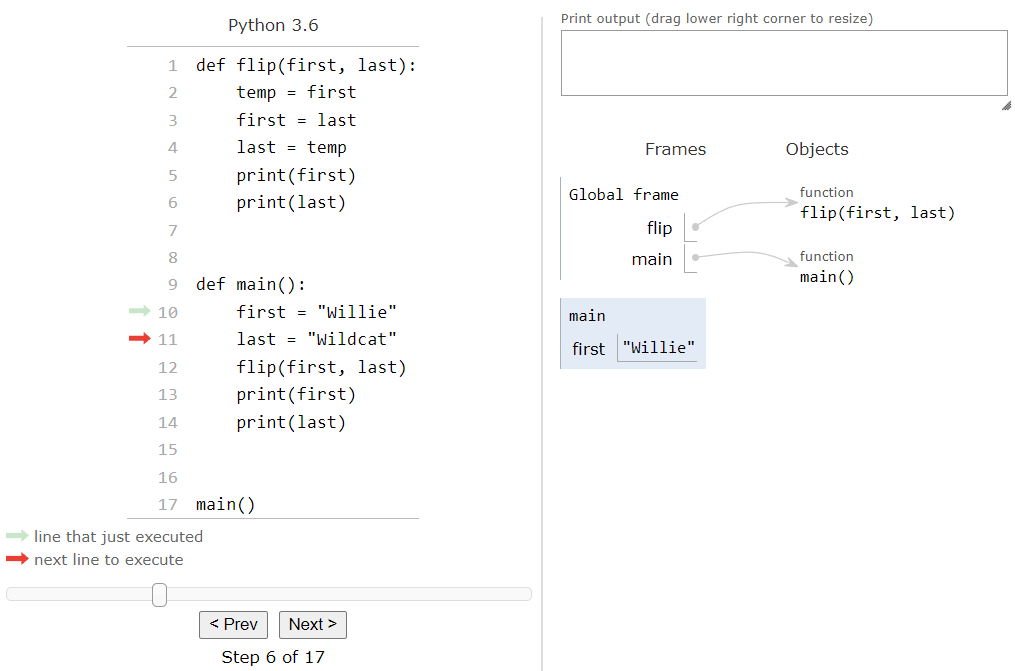 Python 3.6
1 def flip(first, last):
2     temp = first
3     first = last
4     last = temp
5     print(first)
6     print(last)
7
8
9 def main():
10     first = "Willie"
11     last = "Wildcat"
12     flip(first, last)
13     print(first)
14     print(last)
15
16
17 main()
line that just executed
next line to execute
< Prev
Next >
Step 6 of 17
Print output (drag lower right corner to resize)
Frames
Objects
Global frame
flip
main
function
flip(first, last)
function
main()
main
first "Willie"